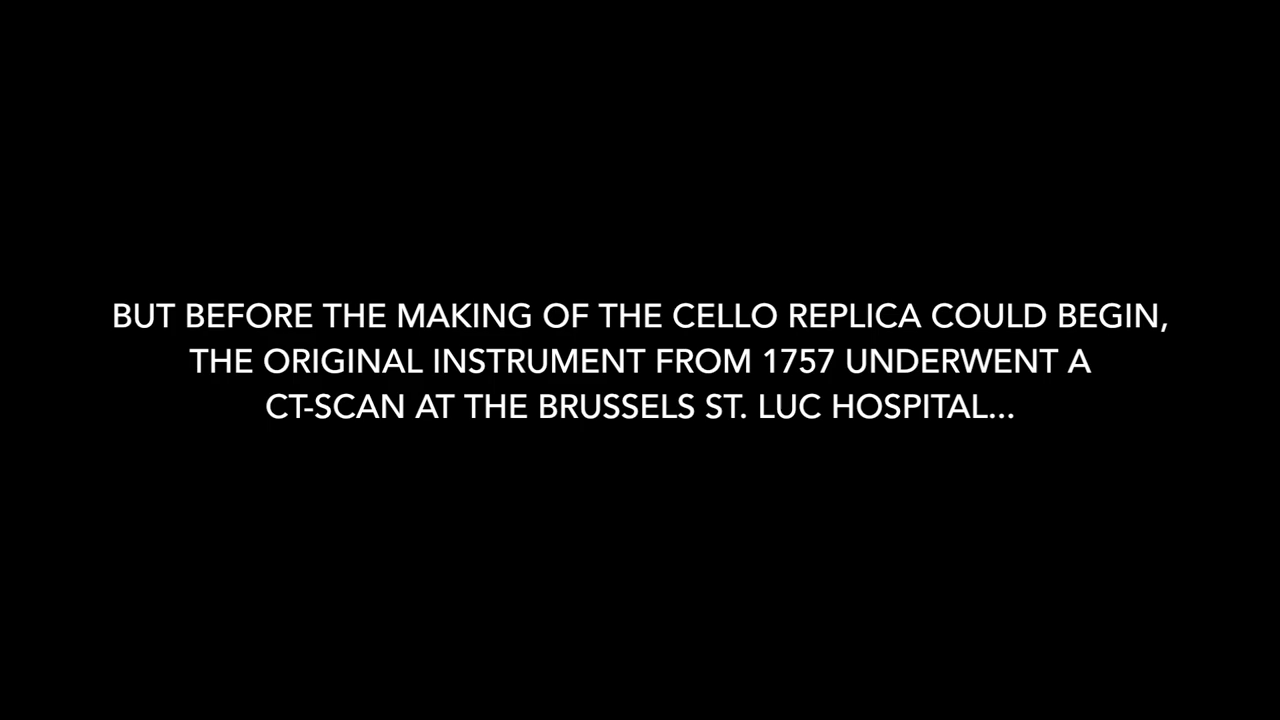 BUT BEFORE THE MAKING OF THE CELLO REPLICA COULD BEGIN,
THE ORIGINAL INSTRUMENT FROM 1757 UNDERWENT A
CT-SCAN AT THE BRUSSELS ST. LUC HOSPITAL...